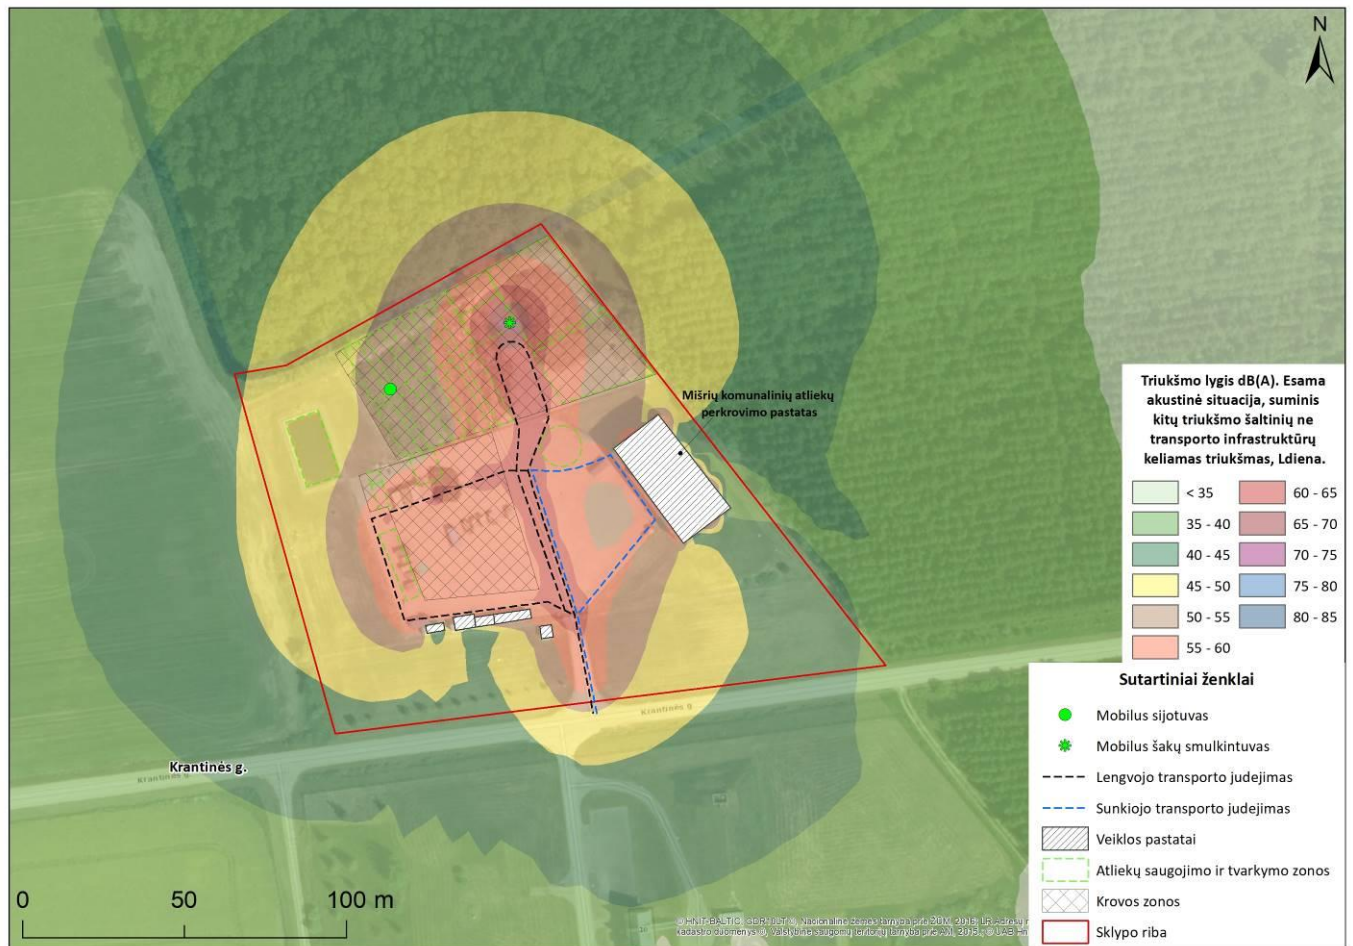 N
Mišrių komunalinių atliekų
perkrovimo pastatas
Triukšmo lygis dB(A). Esama
akustinė situacija, suminis
kitų triukšmo šaltinių ne
transporto infrastruktūrų
keliamas triukšmas, Ldiena.
< 35
60 - 65
35 - 40
65 - 70
40 - 45
70 - 75
45 - 50
75 - 80
50 - 55
80 - 85
55 - 60
Sutartiniai ženklai
Mobilus sijotuvas
Mobilus šakų smulkintuvas
Lengvojo transporto judėjimas
Sunkiojo transporto judėjimas
Veiklos pastatai
Atliekų saugojimo ir tvarkymo zonos
Krovos zonos
Sklypo riba
Krantinės g.
Krantinės g.
Krantinės g.
0 50 100 m